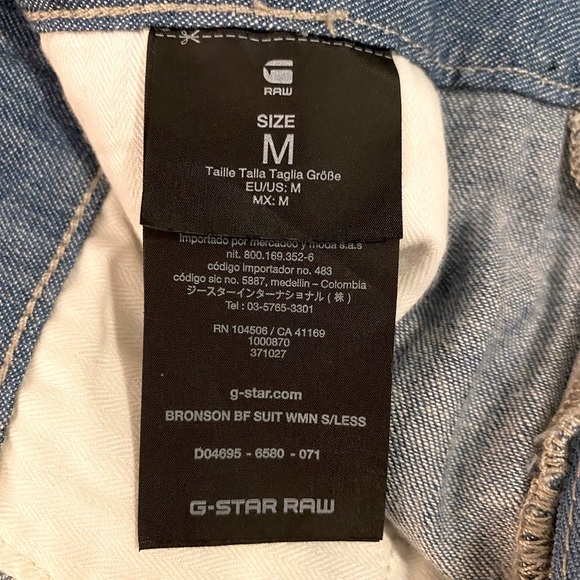 RAW
SIZE
M
Taille Talla Taglia Größe
EU/US: M
MX: M
Importado por mercadeo y moda s.a.s
nit. 800.169.352-6
código importador no. 483
código sic no. 5887, medellin – Colombia
ジースターインターナショナル ( 株 )
Tel : 03-5765-3301
RN 104506 / CA 41169
1000870
371027
g-star.com
BRONSON BF SUIT WMN S/LESS
D04695 - 6580 - 071
G-STAR RAW